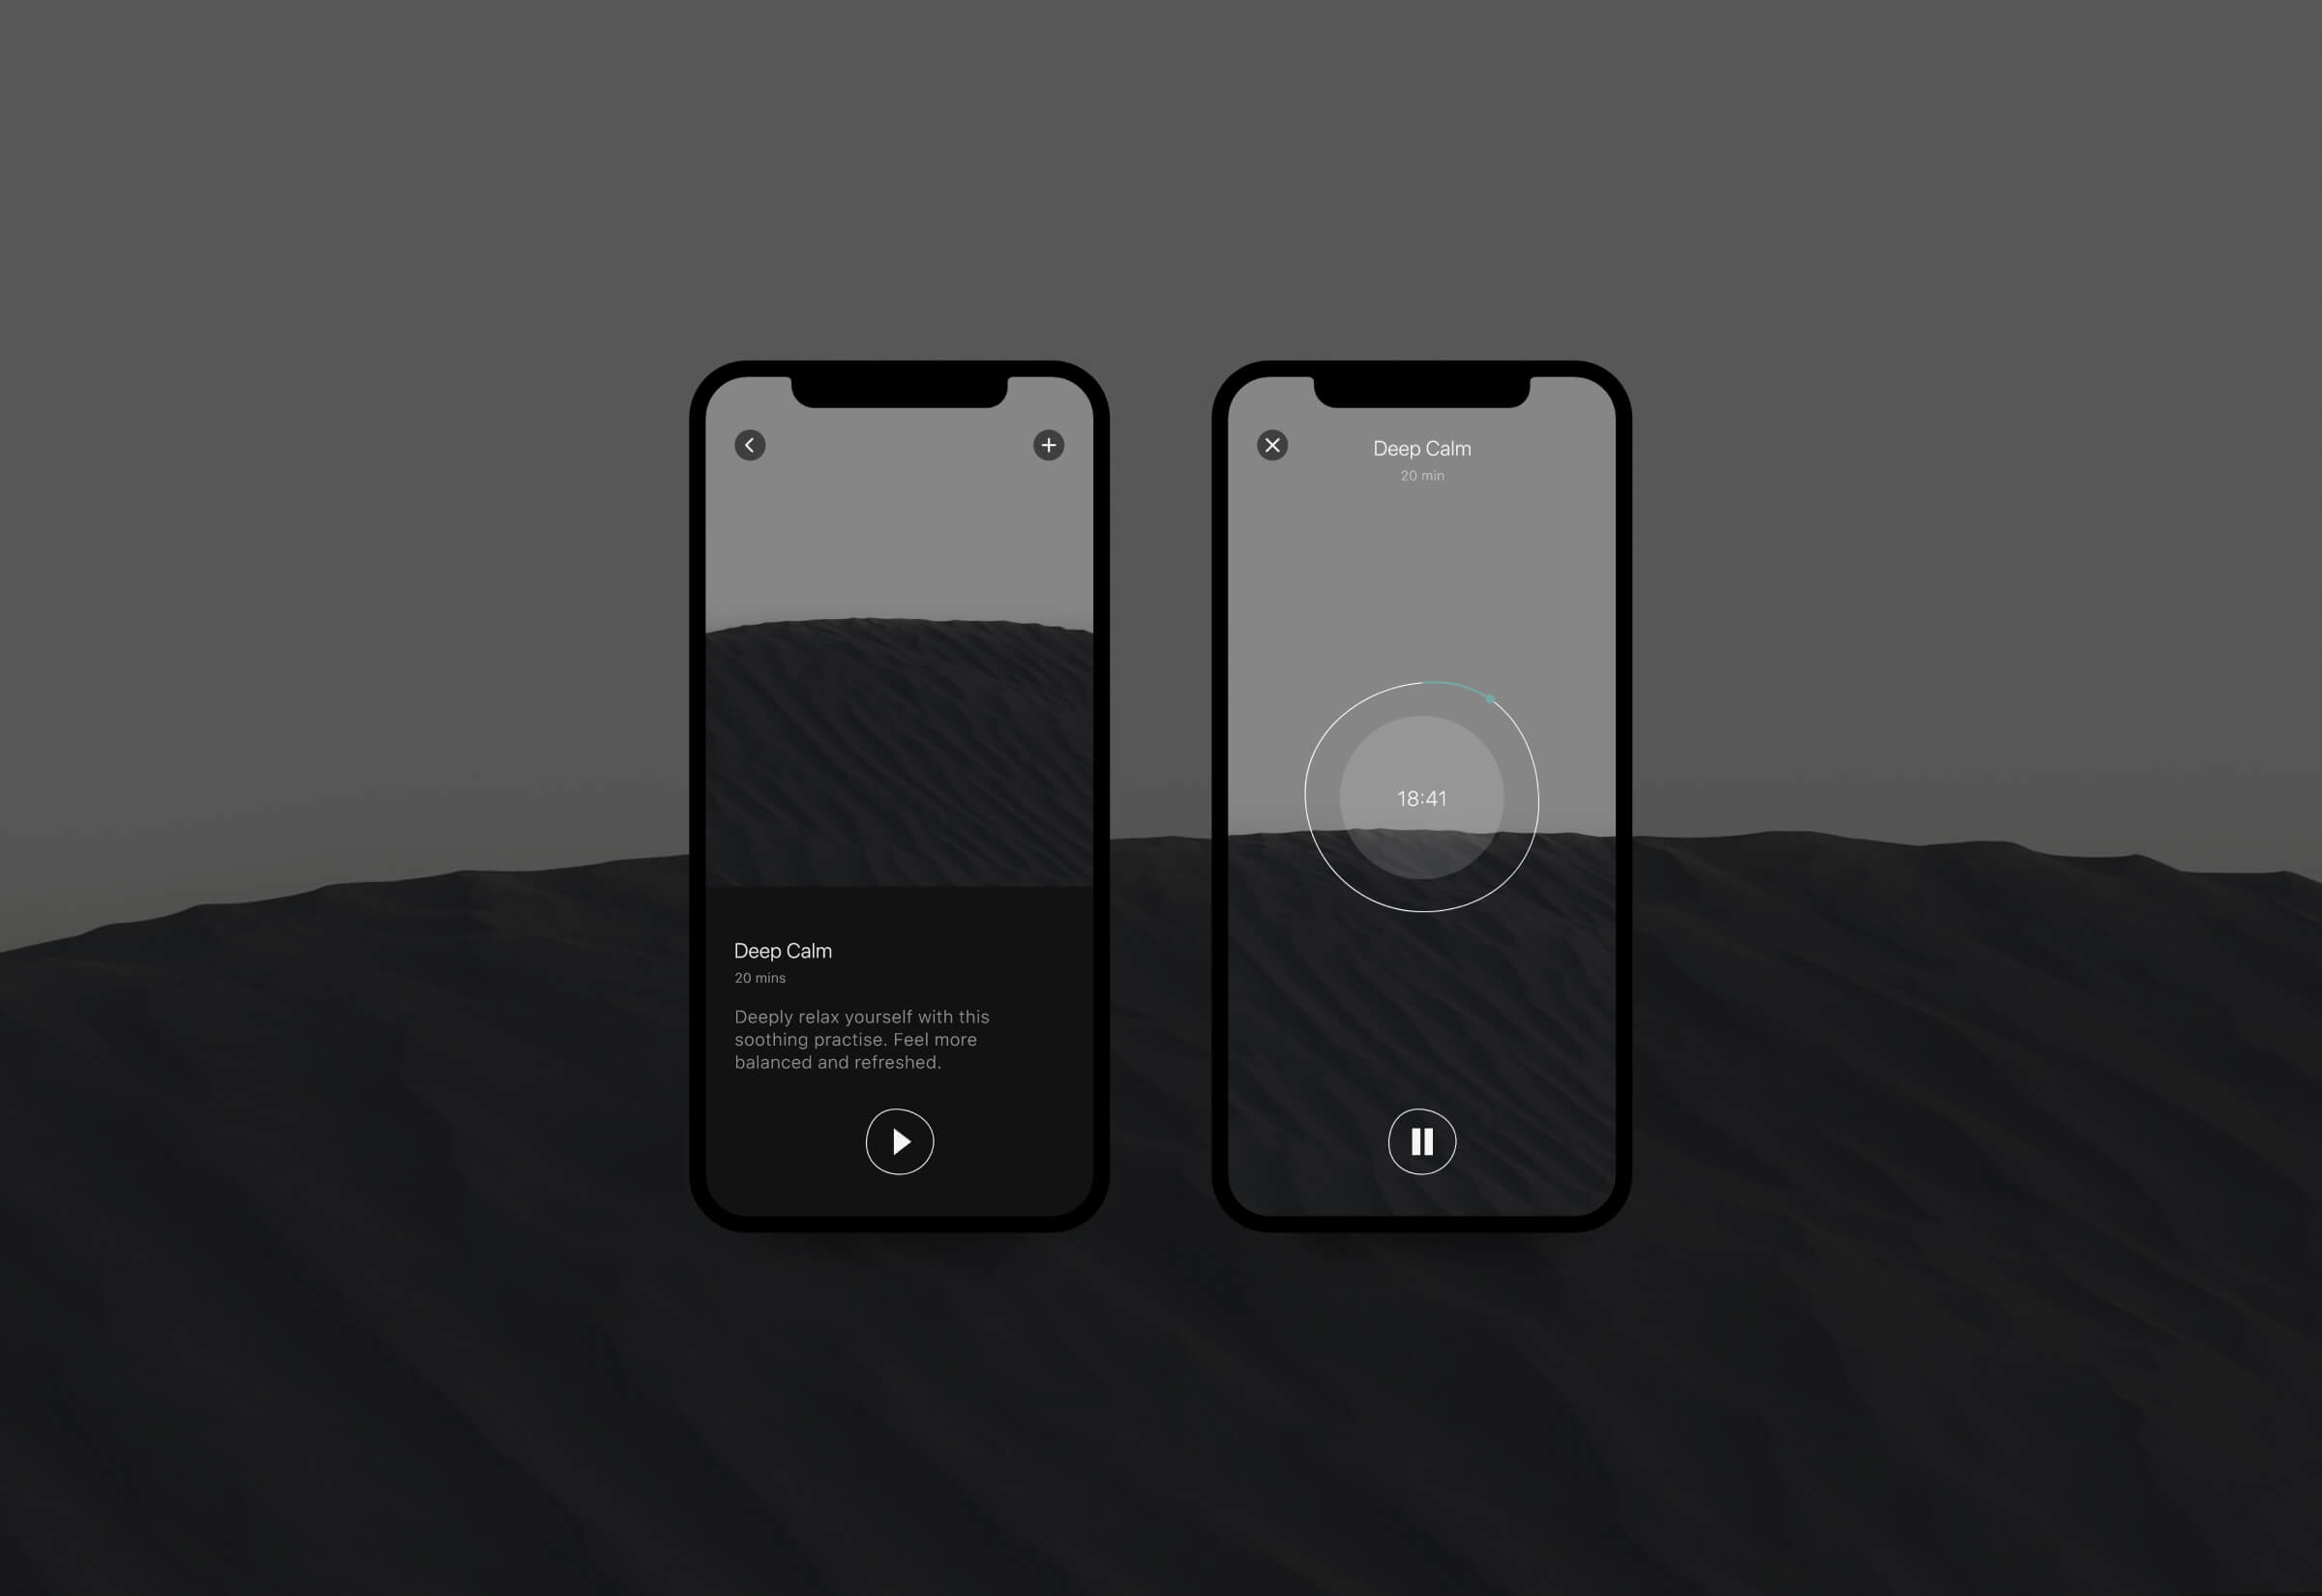 Deep Calm
20 mins
Deeply relax yourself with this
soothing practise. Feel more
balanced and refreshed.
Deep Calm
20 min
18:41